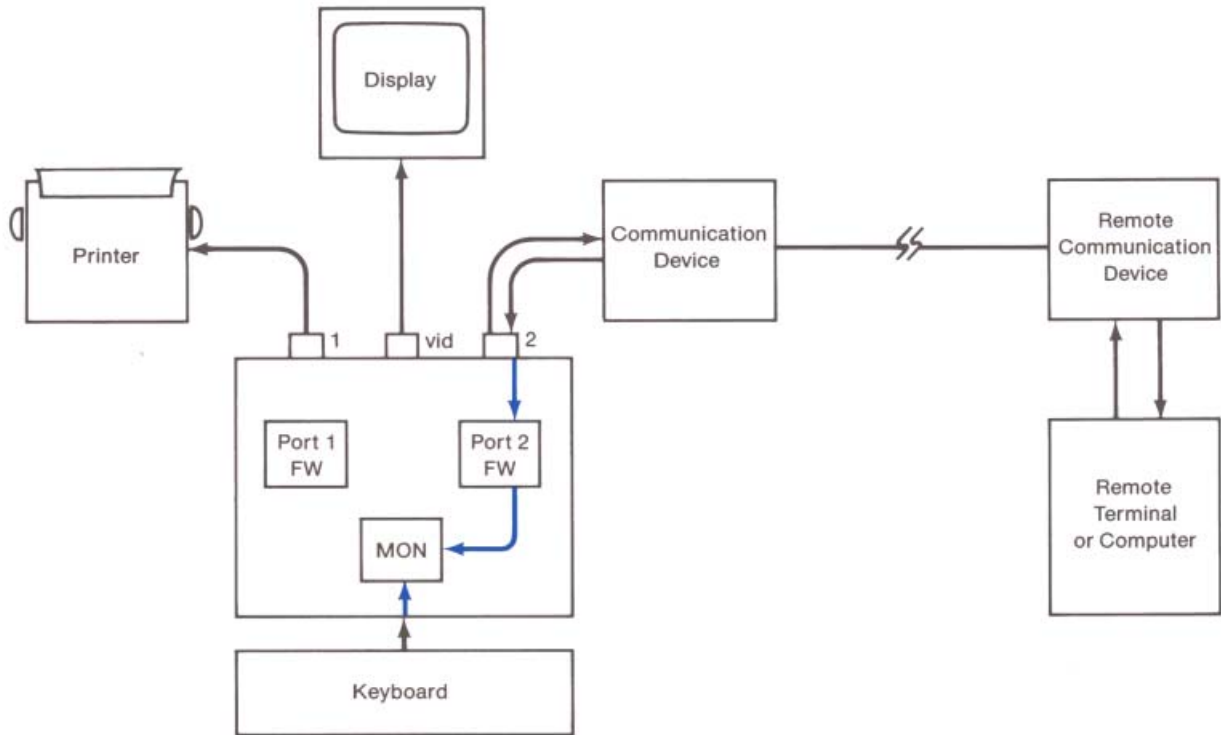 Display
Printer
Communication
Device
Remote
Communication
Device
1
vid
2
Port 1
FW
Port 2
FW
MON
Remote
Terminal
or Computer
Keyboard